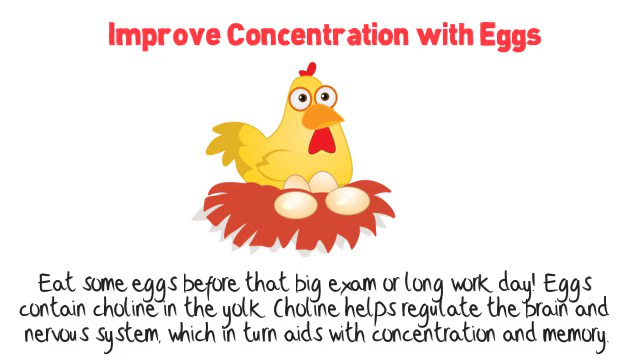 Improve Concentration with Eggs
Eat some eggs before that big exam or long work day! Eggs
contain choline in the yolk. Choline helps regulate the brain and
nervous system, which in turn aids with concentration and memory.